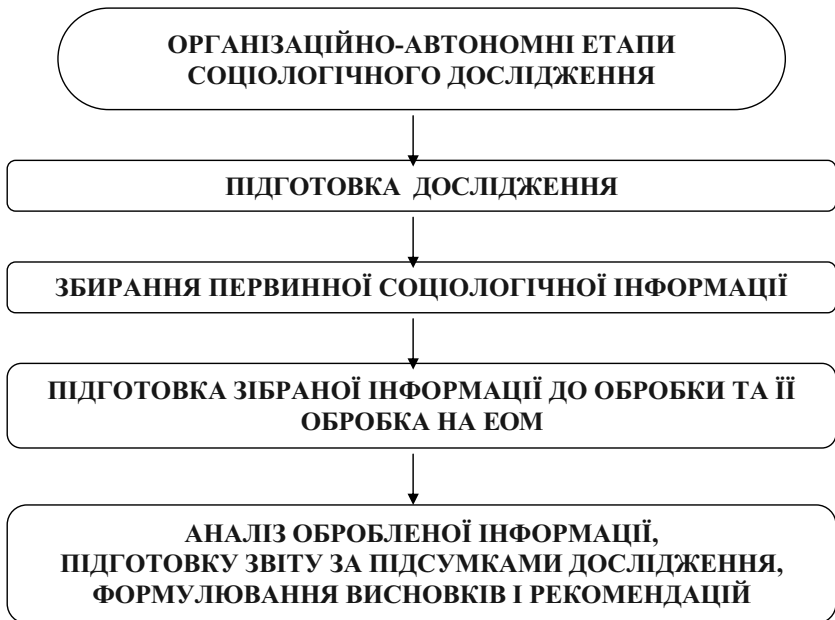 ОРГАНІЗАЦІЙНО-АВТОНОМНІ ЕТАПИ
СОЦІОЛОГІЧНОГО ДОСЛІДЖЕННЯ
ПІДГОТОВКА ДОСЛІДЖЕННЯ
ЗБИРАННЯ ПЕРВИННОЇ СОЦІОЛОГІЧНОЇ ІНФОРМАЦІЇ
ПІДГОТОВКА ЗІБРАНОЇ ІНФОРМАЦІЇ ДО ОБРОБКИ ТА ЇЇ
ОБРОБКА НА ЕОМ
АНАЛІЗ ОБРОБЛЕНОЇ ІНФОРМАЦІЇ,
ПІДГОТОВКУ ЗВІТУ ЗА ПІДСУМКАМИ ДОСЛІДЖЕННЯ,
ФОРМУЛЮВАННЯ ВИСНОВКІВ І РЕКОМЕНДАЦІЙ